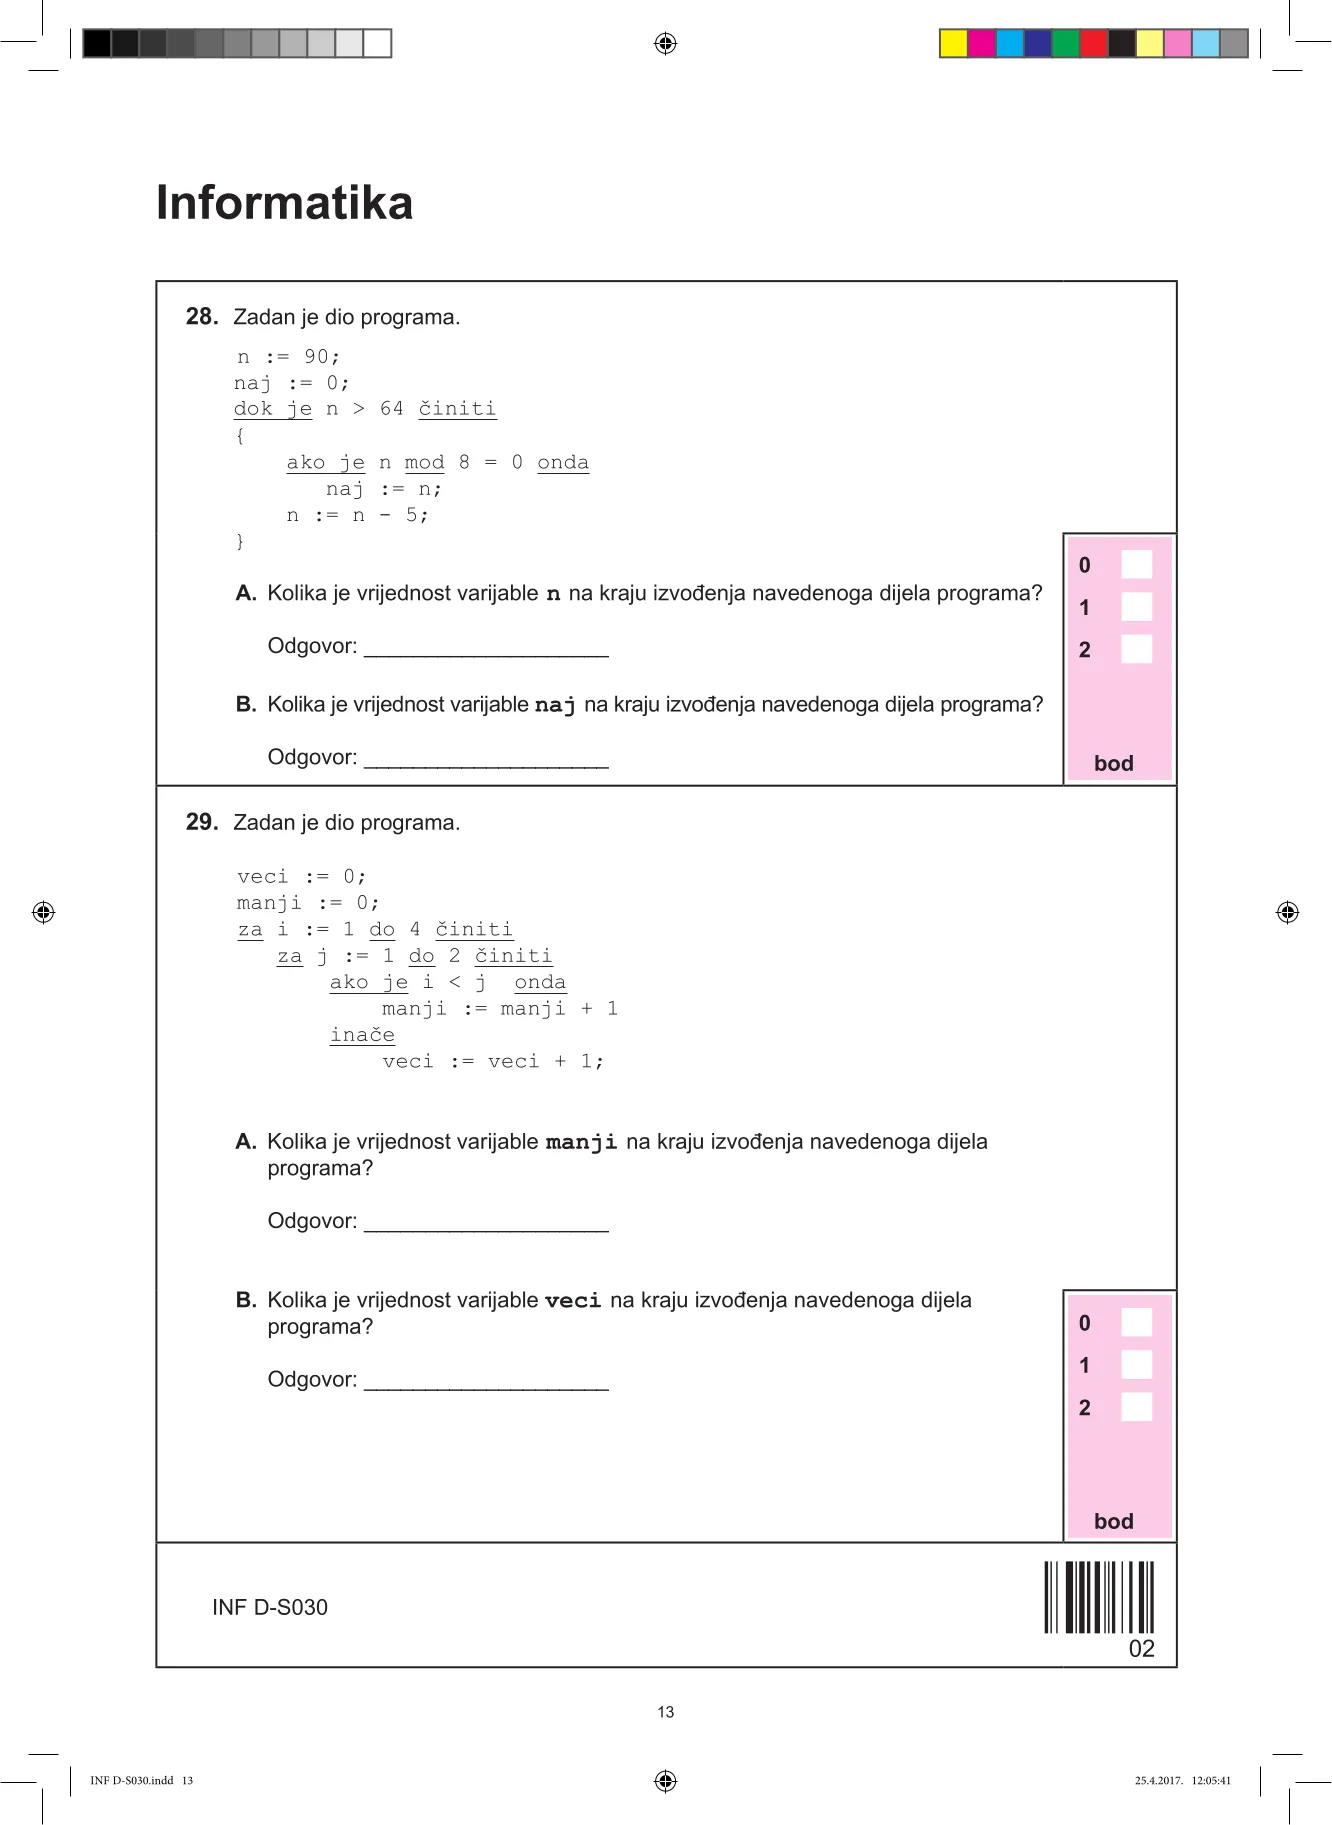 Informatika
28. Zadan je dio programa.
n := 90;
naj := 0;
dok je n > 64 činiti
{
ako je n mod 8 = 0 onda
naj := n;
n := n - 5;
}
A. Kolika je vrijednost varijable n na kraju izvođenja navedenoga dijela programa?
Odgovor: ____________________
B. Kolika je vrijednost varijable naj na kraju izvođenja navedenoga dijela programa?
Odgovor: ____________________
0
1
2
bod
29. Zadan je dio programa.
veci := 0;
manji := 0;
za i := 1 do 4 činiti
za j := 1 do 2 činiti
ako je i < j onda
manji := manji + 1
inače
veci := veci + 1;
A. Kolika je vrijednost varijable manji na kraju izvođenja navedenoga dijela
programa?
Odgovor: ____________________
B. Kolika je vrijednost varijable veci na kraju izvođenja navedenoga dijela
programa?
Odgovor: ____________________
0
1
2
bod
INF D-S030
02
13
INF D-S030.indd 13
25.4.2017. 12:05:41